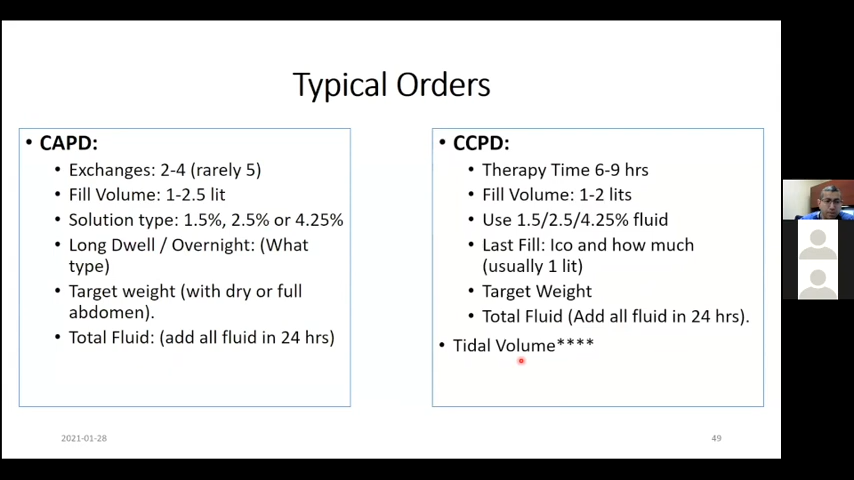 Typical Orders
• CAPD:
• Exchanges: 2-4 (rarely 5)
• Fill Volume: 1-2.5 lit
• Solution type: 1.5%, 2.5% or 4.25%
• Long Dwell / Overnight: (What
type)
• Target weight (with dry or full
abdomen).
• Total Fluid: (add all fluid in 24 hrs)
• CCPD:
• Therapy Time 6-9 hrs
• Fill Volume: 1-2 lits
• Use 1.5/2.5/4.25% fluid
• Last Fill: Ico and how much
(usually 1 lit)
• Target Weight
• Total Fluid (Add all fluid in 24 hrs).
• Tidal Volume****
2021-01-28
49